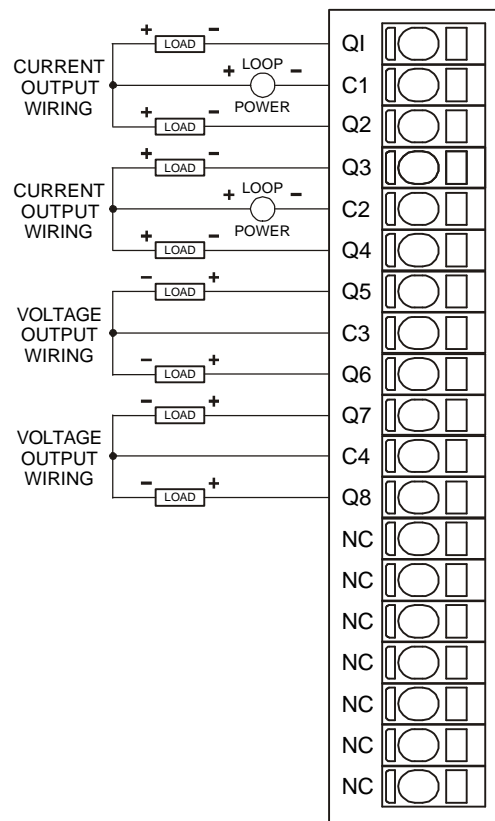 + LOAD − QI
CURRENT
OUTPUT
WIRING
+ LOOP − C1
POWER
+ LOAD − Q2
+ LOAD − Q3
CURRENT
OUTPUT
WIRING
+ LOOP − C2
POWER
+ LOAD − Q4
− LOAD + Q5
VOLTAGE
OUTPUT
WIRING
C3
− LOAD + Q6
− LOAD + Q7
VOLTAGE
OUTPUT
WIRING
C4
− LOAD + Q8
NC
NC
NC
NC
NC
NC
NC